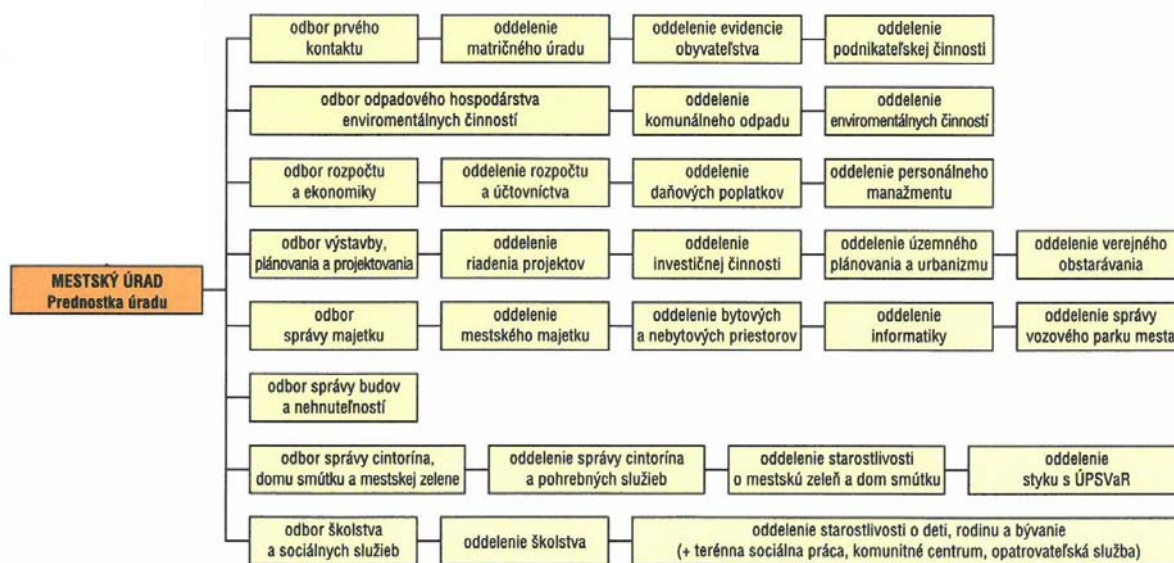 odbor prvého
kontaktu
oddelenie
matričného úradu
oddelenie evidencie
obyvateľstva
oddelenie
podnikateľskej činnosti
odbor odpadového hospodárstva
enviromentálnych činností
oddelenie
komunálneho odpadu
oddelenie
enviromentálnych činností
odbor rozpočtu
a ekonomiky
oddelenie rozpočtu
a účtovníctva
oddelenie
daňových poplatkov
oddelenie personálneho
manažmentu
odbor výstavby,
plánovania a projektovania
oddelenie
riadenia projektov
oddelenie
investičnej činnosti
oddelenie územného
plánovania a urbanizmu
oddelenie verejného
obstarávania
MESTSKÝ ÚRAD
Prednostka úradu
odbor
správy majetku
oddelenie
mestského majetku
oddelenie bytových
a nebytových priestorov
oddelenie
informatiky
oddelenie správy
vozového parku mesta
odbor správy budov
a nehnuteľností
odbor správy cintorína,
domu smútku a mestskej zelene
oddelenie správy cintorína
a pohrebných služieb
oddelenie starostlivosti
o mestskú zeleň a dom smútku
oddelenie
styku s ÚPSVaR
odbor školstva
a sociálnych služieb
oddelenie školstva
oddelenie starostlivosti o deti, rodinu a bývanie
(+ terénna sociálna práca, komunitné centrum, opatrovateľská služba)